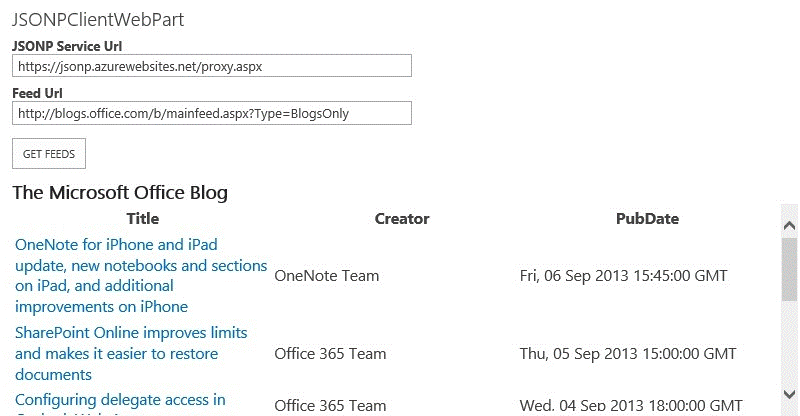 JSONPClientWebPart
JSONP Service Url
https://jsonp.azurewebsites.net/proxy.aspx
Feed Url
http://blogs.office.com/b/mainfeed.aspx?Type=BlogsOnly
GET FEEDS
The Microsoft Office Blog
Title Creator PubDate
OneNote for iPhone and iPad
update, new notebooks and sections
on iPad, and additional
improvements on iPhone
OneNote Team
Fri, 06 Sep 2013 15:45:00 GMT
SharePoint Online improves limits
and makes it easier to restore
documents
Office 365 Team
Thu, 05 Sep 2013 15:00:00 GMT
Configuring delegate access in
Office 365 Team
Wed, 04 Sep 2013 18:00:00 GMT